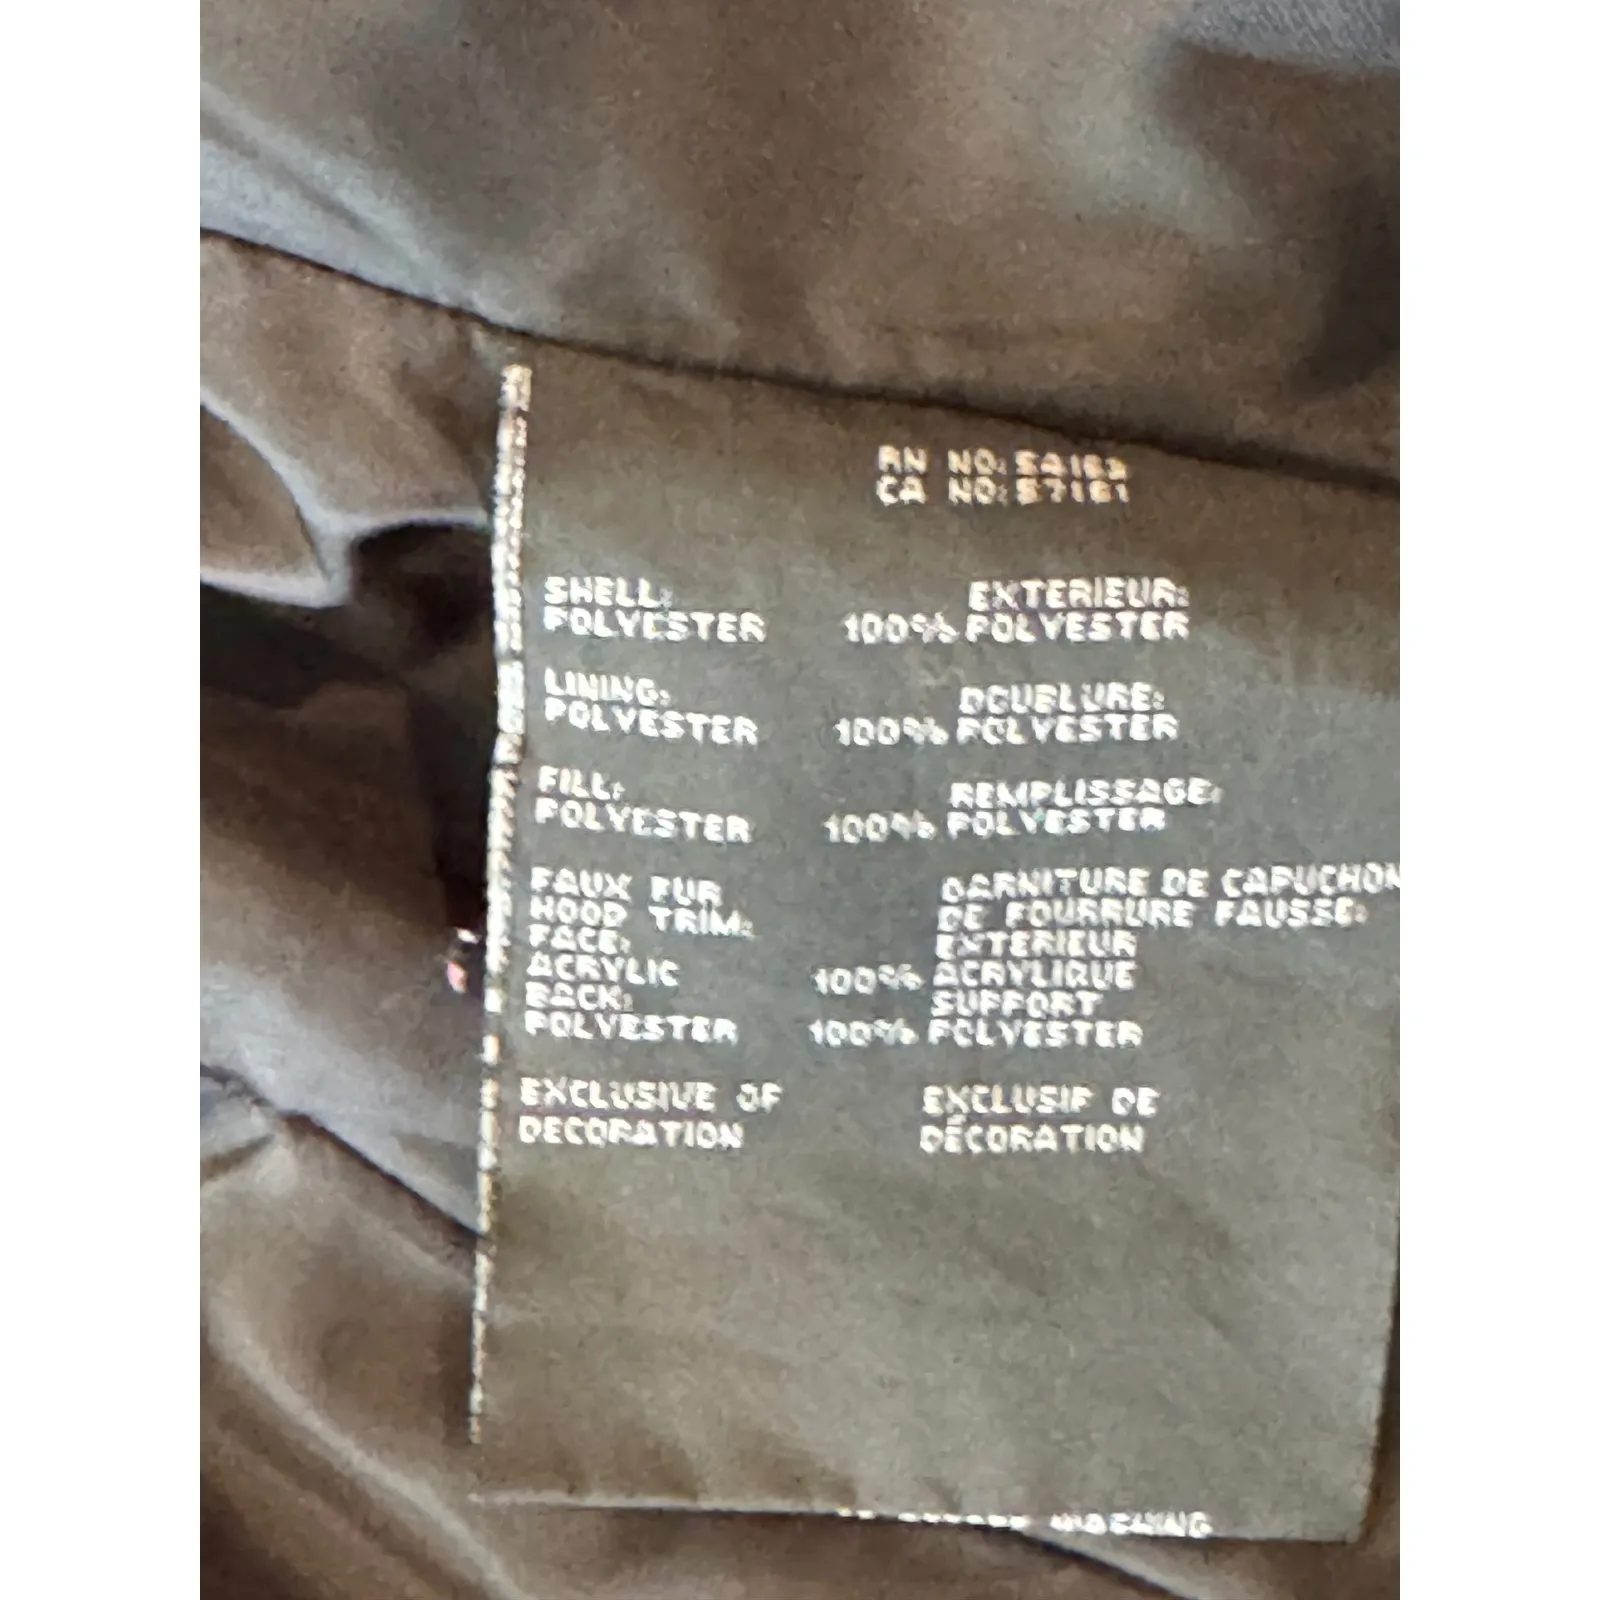 RN NO: 54163
CA NO: 57161
SHELL: EXTERIEUR:
POLYESTER 100% POLYESTER
LINING: DOUBLURE:
POLYESTER 100% POLYESTER
FILL: REMPLISSAGE:
POLYESTER 100% POLYESTER
FAUX FUR GARNITURE DE CAPUCHON
HOOD TRIM: DE FOURRURE FAUSSE:
FACE: EXTERIEUR
ACRYLIC 100% ACRYLIQUE
BACK: SUPPORT
POLYESTER 100% POLYESTER
EXCLUSIVE OF EXCLUSIF DE
DECORATION DÉCORATION
WASHING